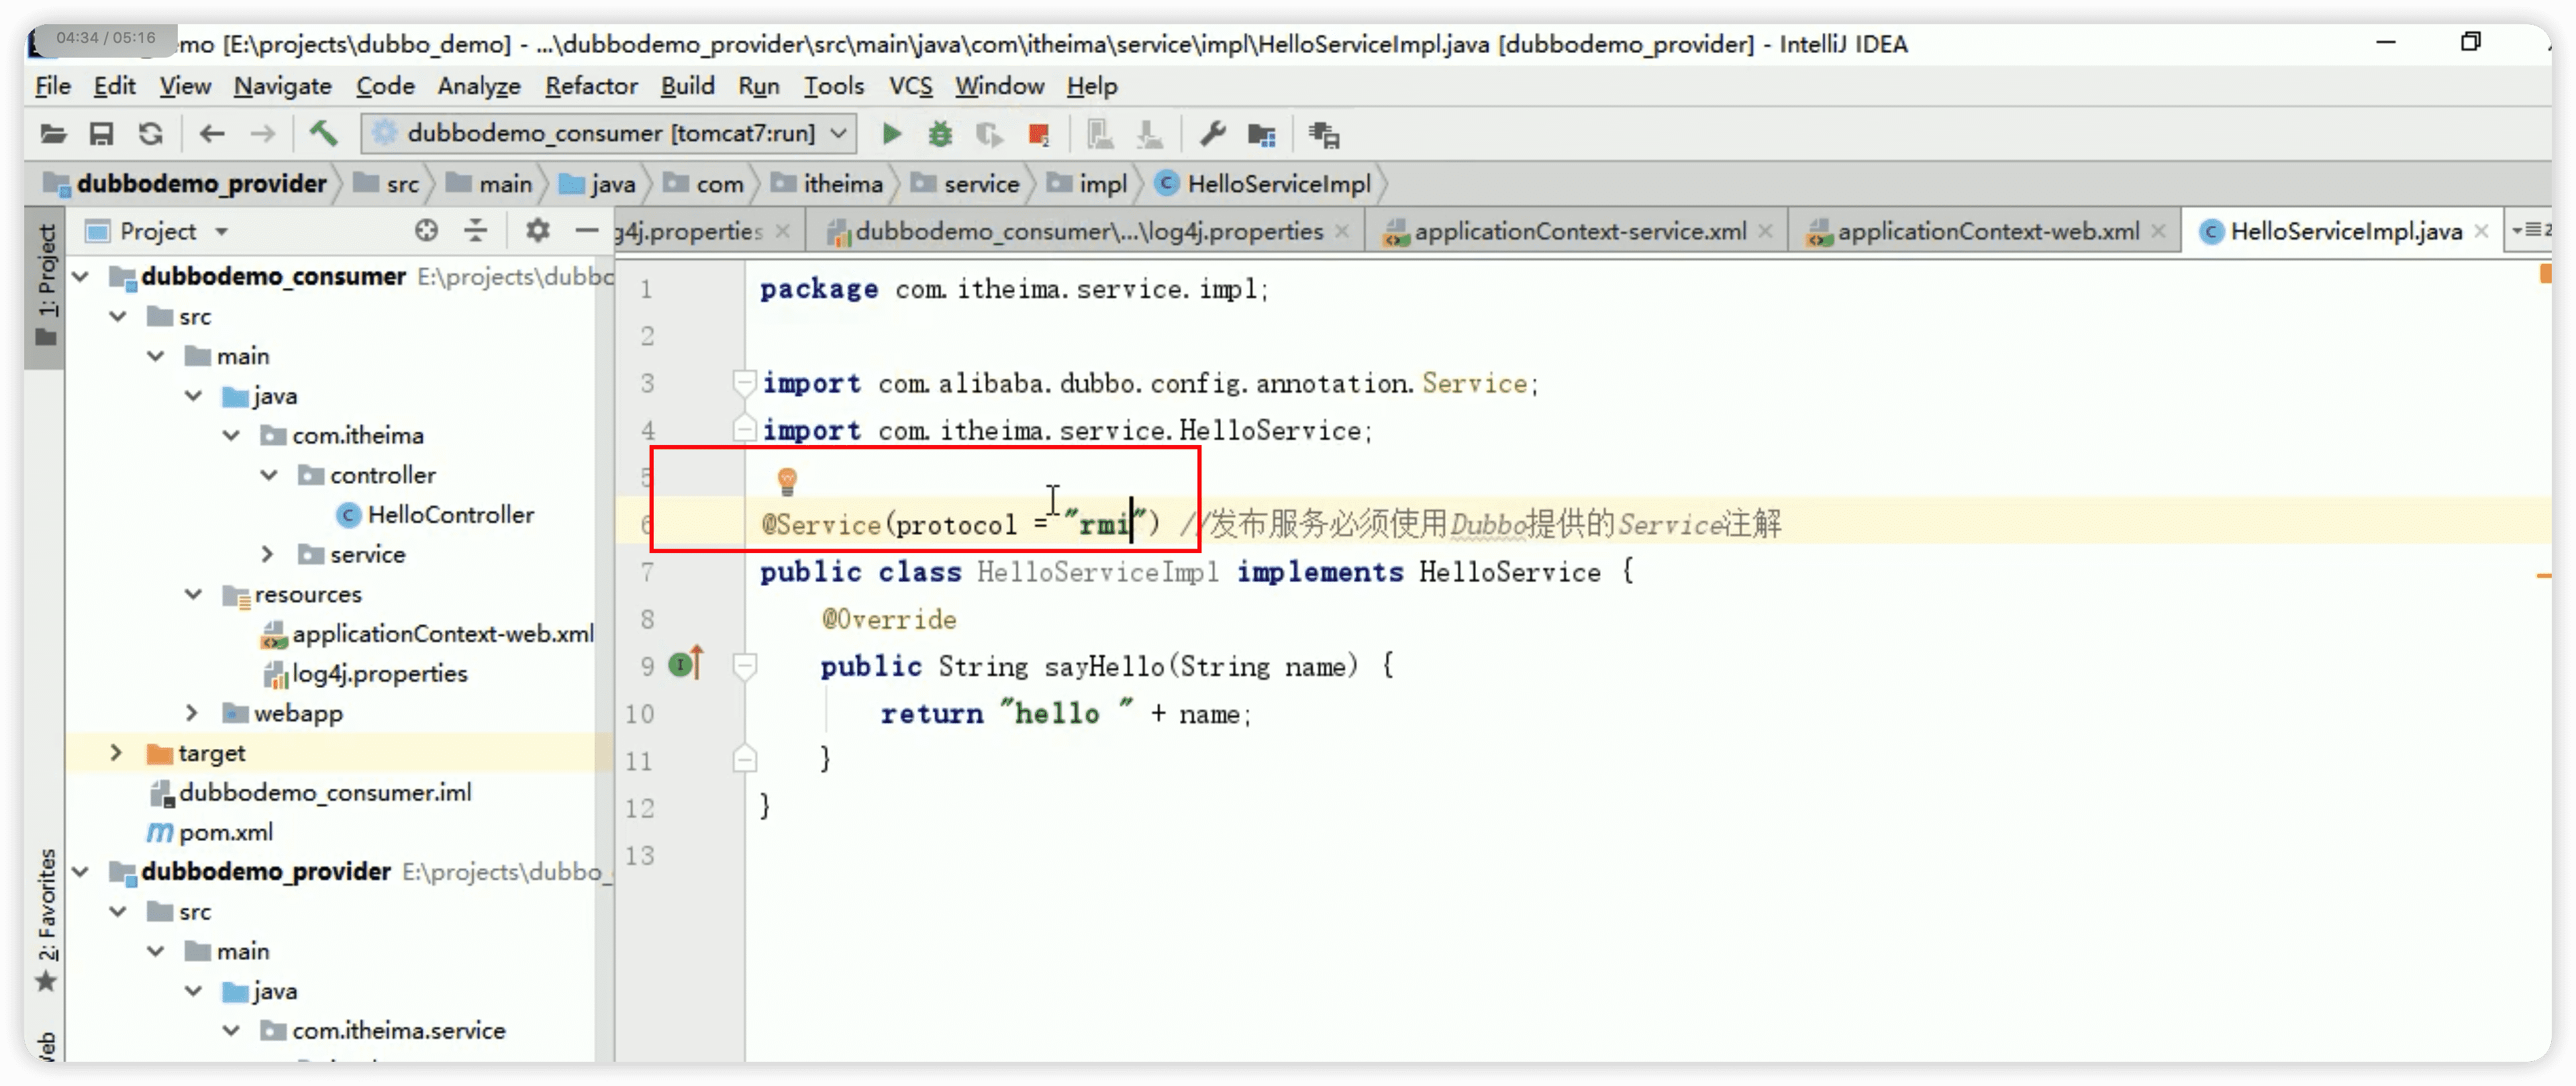 04:34 / 05:16
mo [E:\projects\dubbo_demo] - ...\dubbodemo_provider\src\main\java\com\itheima\service\impl\HelloServiceImpl.java [dubbodemo_provider] - IntelliJ IDEA
File Edit View Navigate Code Analyze Refactor Build Run Tools VCS Window Help
dubbodemo_consumer [tomcat7:run]
dubbodemo_provider src main java com itheima service impl HelloServiceImpl
1: Project
Project
g4j.properties dubbodemo_consumer\...\log4j.properties applicationContext-service.xml applicationContext-web.xml HelloServiceImpl.java
dubbodemo_consumer E:\projects\dubbo
src
main
java
com.itheima
controller
HelloController
service
resources
applicationContext-web.xml
log4j.properties
webapp
target
dubbodemo_consumer.iml
pom.xml
dubbodemo_provider E:\projects\dubbo_
src
main
java
com.itheima.service
2: Favorites
1 package com.itheima.service.impl;
2
3 import com.alibaba.dubbo.config.annotation.Service;
4 import com.itheima.service.HelloService;
5
6 @Service(protocol = "rmi") //发布服务必须使用Dubbo提供的Service注解
7 public class HelloServiceImpl implements HelloService {
8 @Override
9 public String sayHello(String name) {
10 return "hello " + name;
11 }
12 }
13